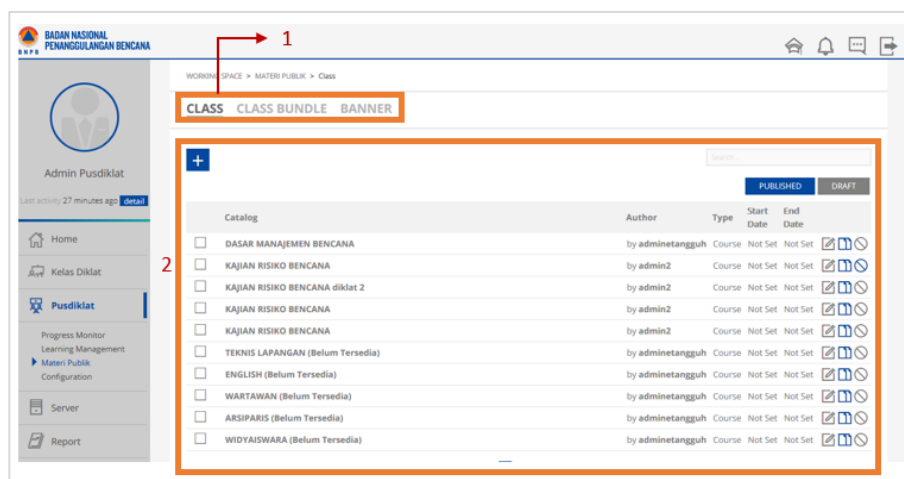 BADAN NASIONAL
PENANGGULANGAN BENCANA
BNPB
1
WORKING SPACE > MATERI PUBLIK > Class
CLASS CLASS BUNDLE BANNER
Admin Pusdiklat
Last activity 27 minutes ago detail
Home
Kelas Diklat
Pusdiklat
Progress Monitor
Learning Management
Materi Publik
Configuration
Server
Report
2
+
Search...
PUBLISHED DRAFT
Catalog Author Type Start Date End Date
DASAR MANAJEMEN BENCANA by adminetangguh Course Not Set Not Set
KAJIAN RISIKO BENCANA by admin2 Course Not Set Not Set
KAJIAN RISIKO BENCANA diklat 2 by admin2 Course Not Set Not Set
KAJIAN RISIKO BENCANA by admin2 Course Not Set Not Set
KAJIAN RISIKO BENCANA by admin2 Course Not Set Not Set
TEKNIS LAPANGAN (Belum Tersedia) by adminetangguh Course Not Set Not Set
ENGLISH (Belum Tersedia) by adminetangguh Course Not Set Not Set
WARTAWAN (Belum Tersedia) by adminetangguh Course Not Set Not Set
ARSIPARIS (Belum Tersedia) by adminetangguh Course Not Set Not Set
WIDYAISWARA (Belum Tersedia) by adminetangguh Course Not Set Not Set